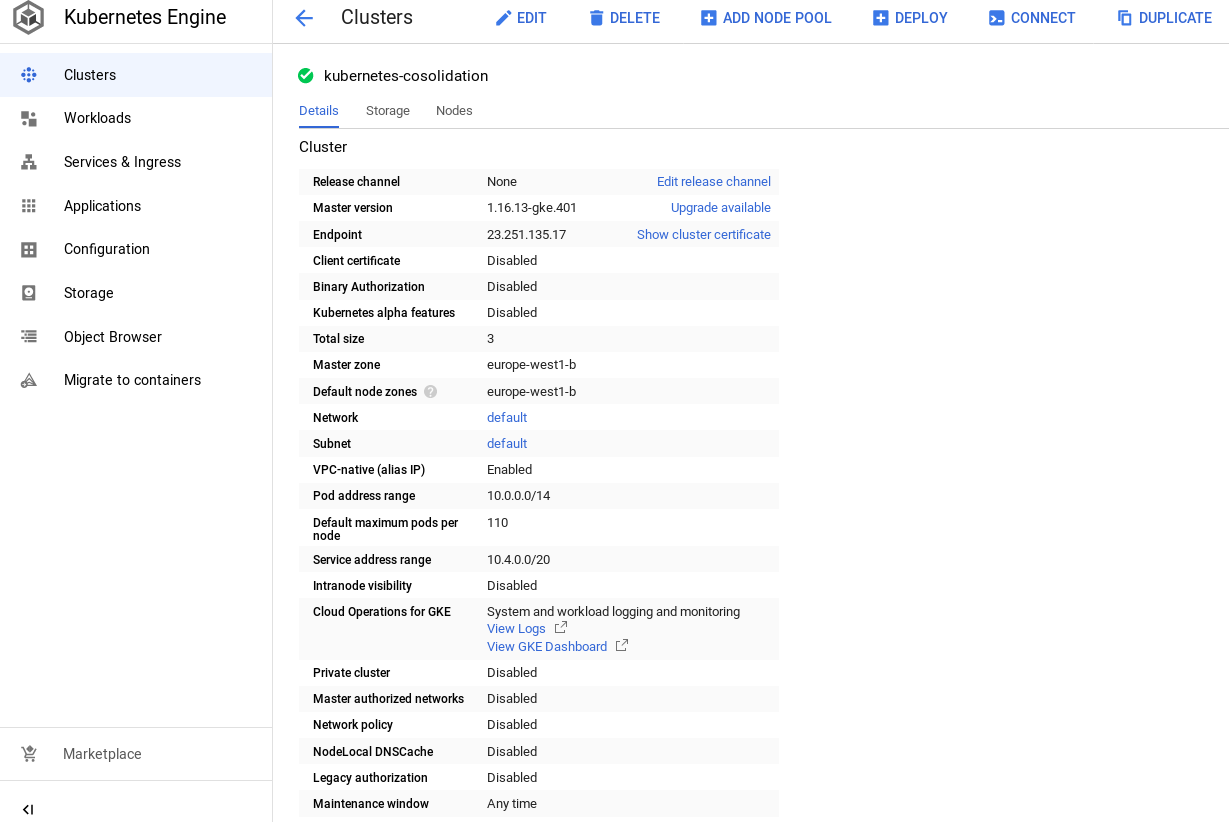 Kubernetes Engine
Clusters
EDIT
DELETE
ADD NODE POOL
DEPLOY
CONNECT
DUPLICATE
Clusters
Workloads
Services & Ingress
Applications
Configuration
Storage
Object Browser
Migrate to containers
Marketplace
kubernetes-cosolidation
Details Storage Nodes
Cluster
Release channel None Edit release channel
Master version 1.16.13-gke.401 Upgrade available
Endpoint 23.251.135.17 Show cluster certificate
Client certificate Disabled
Binary Authorization Disabled
Kubernetes alpha features Disabled
Total size 3
Master zone europe-west1-b
Default node zones ? europe-west1-b
Network default
Subnet default
VPC-native (alias IP) Enabled
Pod address range 10.0.0.0/14
Default maximum pods per 110
node
Service address range 10.4.0.0/20
Intranode visibility Disabled
Cloud Operations for GKE System and workload logging and monitoring
View Logs
View GKE Dashboard
Private cluster Disabled
Master authorized networks Disabled
Network policy Disabled
NodeLocal DNSCache Disabled
Legacy authorization Disabled
Maintenance window Any time